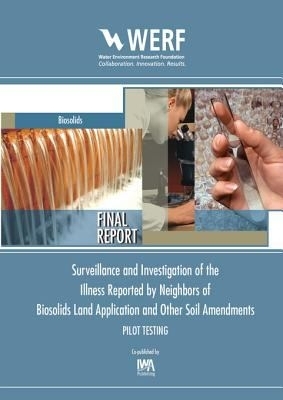 WERF
Water Environment Research Foundation
Collaboration. Innovation. Results.
Biosolids
FINAL
REPORT
Surveillance and Investigation of the
Illness Reported by Neighbors of
Biosolids Land Application and Other Soil Amendments
PILOT TESTING
Co-published by
IWA
Publishing